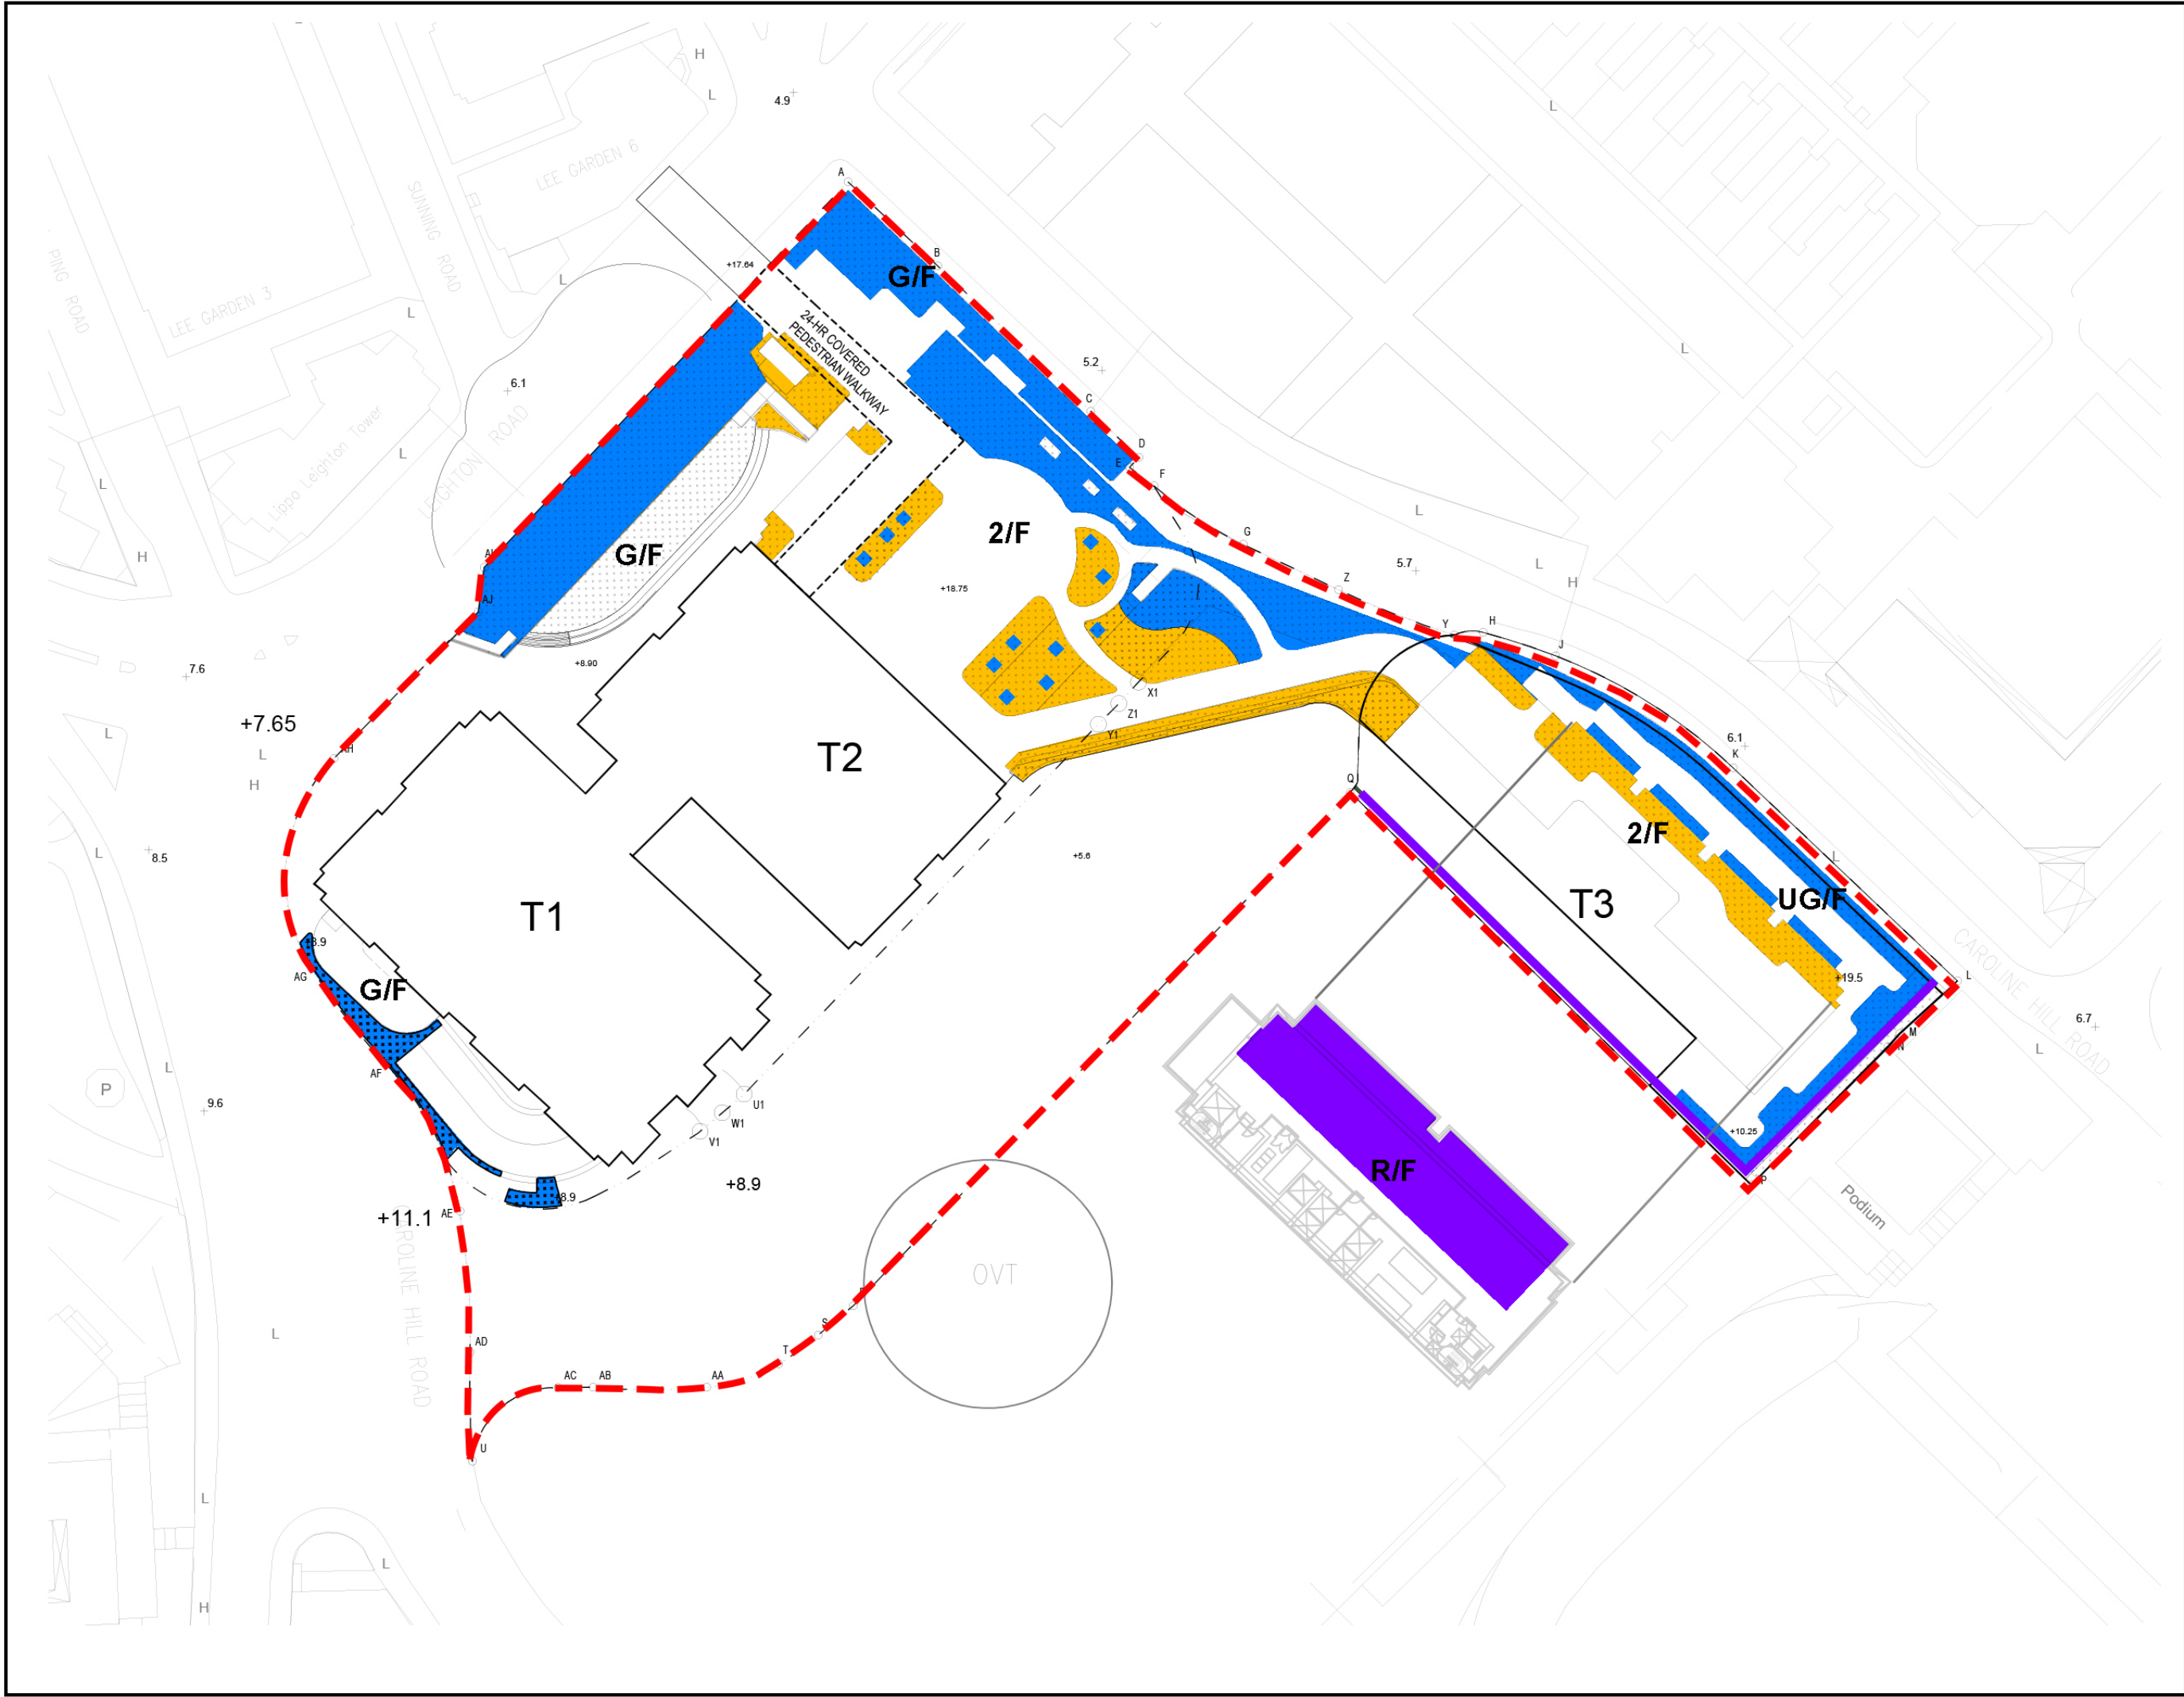 H
L
4.9
L
LEE GARDEN 6
A
SUNNING ROAD
PING ROAD
+17.64
B
G/F
L
LEE GARDEN 3
L
24-HR COVERED
PEDESTRIAN WALKWAY
5.2
L
6.1
C
Lippo Leighton Tower
L
D
E
F
L
L
G
2/F
H
G/F
5.7
L
H
Z
+18.75
AJ
Y
H
J
+8.90
7.6
X1
Z1
Y1
+7.65
L
H
AH
L
6.1
K
T2
Q
2/F
8.5
L
+5.6
L
UG/F
T3
T1
CAROLINE HILL ROAD
L
+19.5
AG
G/F
6.7
M
N
L
AF
L
P
9.6
U1
W1
V1
+10.25
R/F
P
Podium
+8.9
+8.9
+11.1
AE
CAROLINE HILL ROAD
OVT
L
S
T
AD
AC
AB
AA
U
L
L
H